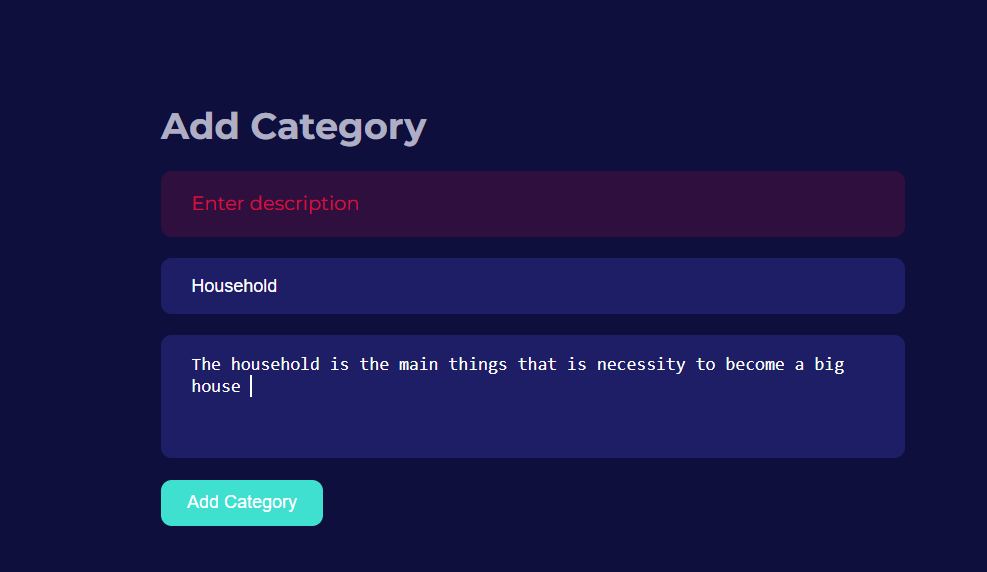 Add Category
Enter description
Household
The household is the main things that is necessity to become a big
house
Add Category